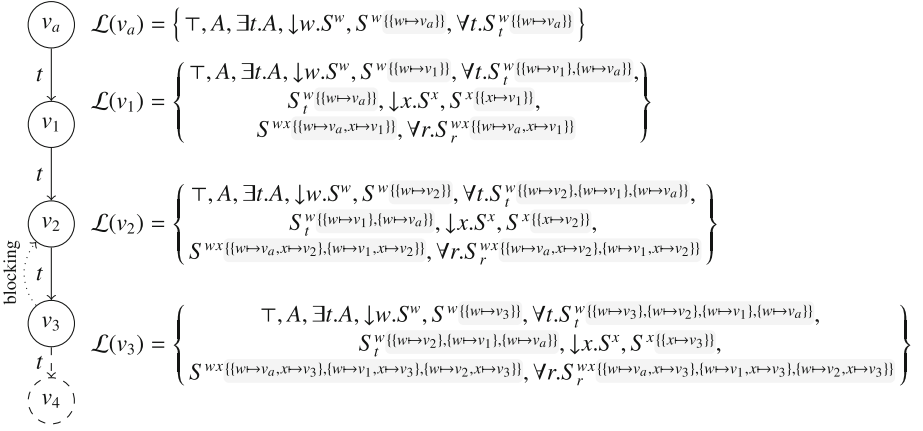 v_a  ℒ(v_a) = { ⊤, A, ∃t.A, ↓w.S^w, S^{w{{w↦v_a}}}, ∀t.S_t^{w{{w↦v_a}}} }
t
v_1  ℒ(v_1) = { ⊤, A, ∃t.A, ↓w.S^w, S^{w{{w↦v_1}}}, ∀t.S_t^{w{{w↦v_1},{w↦v_a}}},
S_t^{w{{w↦v_a}}}, ↓x.S^x, S^{x{{x↦v_1}}},
S^{wx{{w↦v_a,x↦v_1}}}, ∀r.S_r^{wx{{w↦v_a,x↦v_1}}} }
t
v_2  ℒ(v_2) = { ⊤, A, ∃t.A, ↓w.S^w, S^{w{{w↦v_2}}}, ∀t.S_t^{w{{w↦v_2},{w↦v_1},{w↦v_a}}},
S_t^{w{{w↦v_1},{w↦v_a}}}, ↓x.S^x, S^{x{{x↦v_2}}},
S^{wx{{w↦v_a,x↦v_2},{w↦v_1,x↦v_2}}}, ∀r.S_r^{wx{{w↦v_a,x↦v_2},{w↦v_1,x↦v_2}}} }
blocking
t
v_3  ℒ(v_3) = { ⊤, A, ∃t.A, ↓w.S^w, S^{w{{w↦v_3}}}, ∀t.S_t^{w{{w↦v_3},{w↦v_2},{w↦v_1},{w↦v_a}}},
S_t^{w{{w↦v_2},{w↦v_1},{w↦v_a}}}, ↓x.S^x, S^{x{{x↦v_3}}},
S^{wx{{w↦v_a,x↦v_3},{w↦v_1,x↦v_3},{w↦v_2,x↦v_3}}}, ∀r.S_r^{wx{{w↦v_a,x↦v_3},{w↦v_1,x↦v_3},{w↦v_2,x↦v_3}}} }
t
v_4